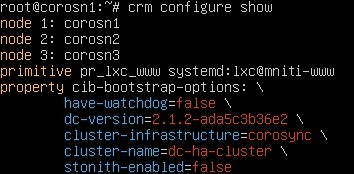 root@corosn1:~# crm configure show
node 1: corosn1
node 2: corosn2
node 3: corosn3
primitive pr_lxc_www systemd:lxc@mniti-www
property cib-bootstrap-options: \
        have-watchdog=false \
        dc-version=2.1.2-ada5c3b36e2 \
        cluster-infrastructure=corosync \
        cluster-name=dc-ha-cluster \
        stonith-enabled=false